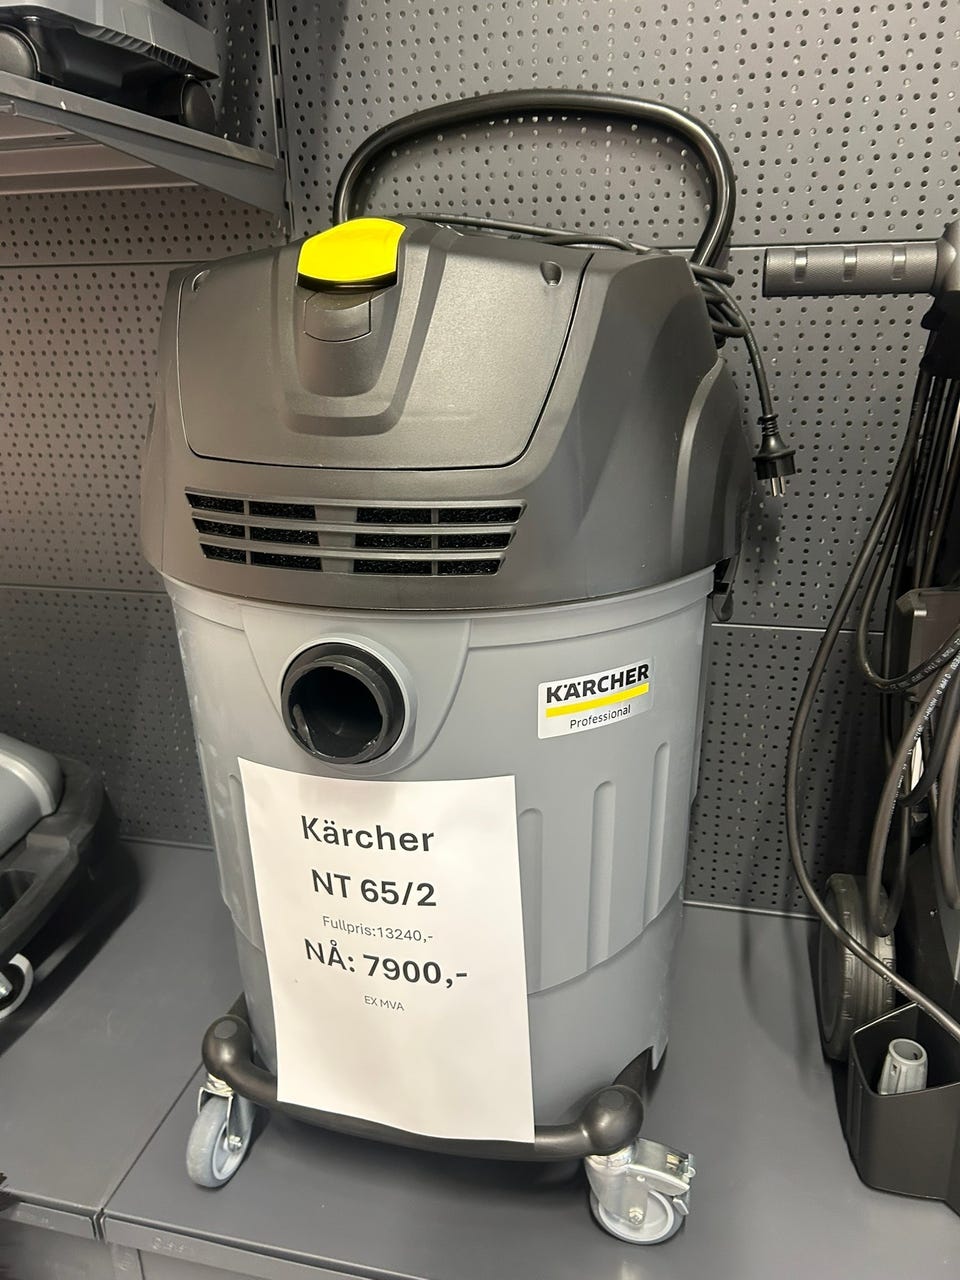 KÄRCHER
Professional
Kärcher
NT 65/2
Fullpris:13240,-
NÅ: 7900,-
EX MVA